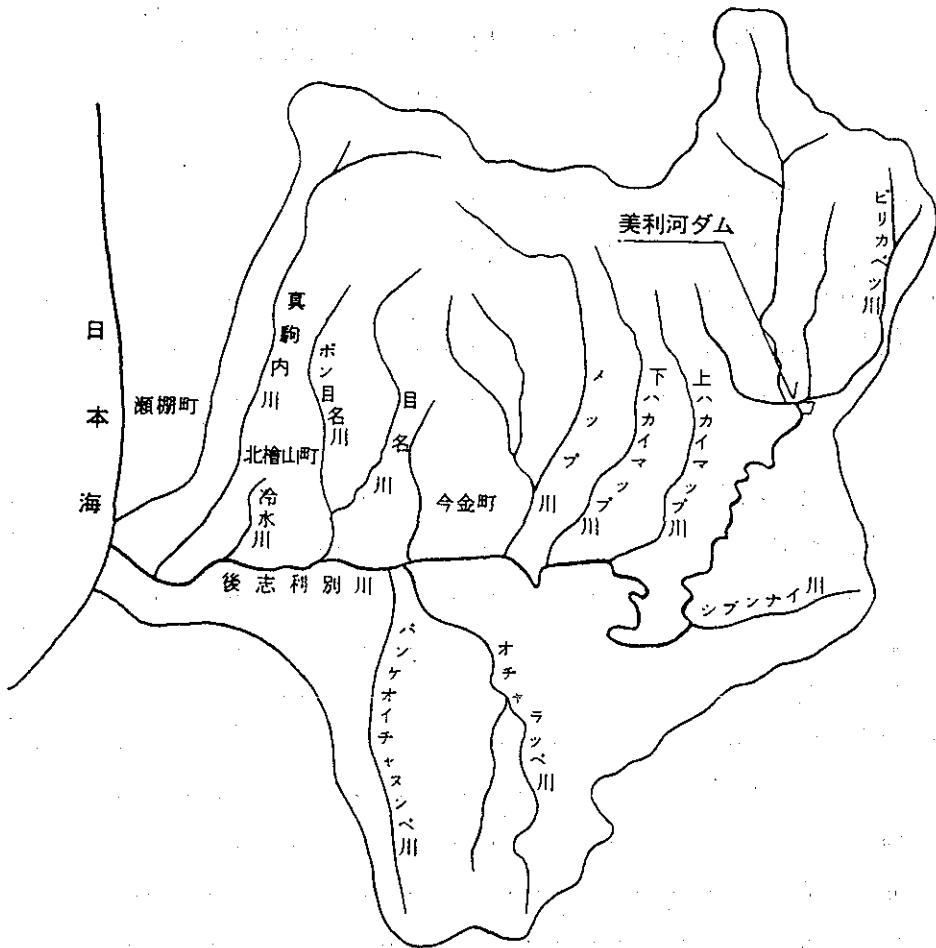 日本海
瀬棚町
真駒内川
北檜山町
冷水川
ポン目名川
目名川
今金町
メップ川
下ハカイマップ川
上ハカイマップ川
美利河ダム
ピリカベツ川
後志利別川
シブンナイ川
パンケオイチャヌンペ川
オチャラッペ川